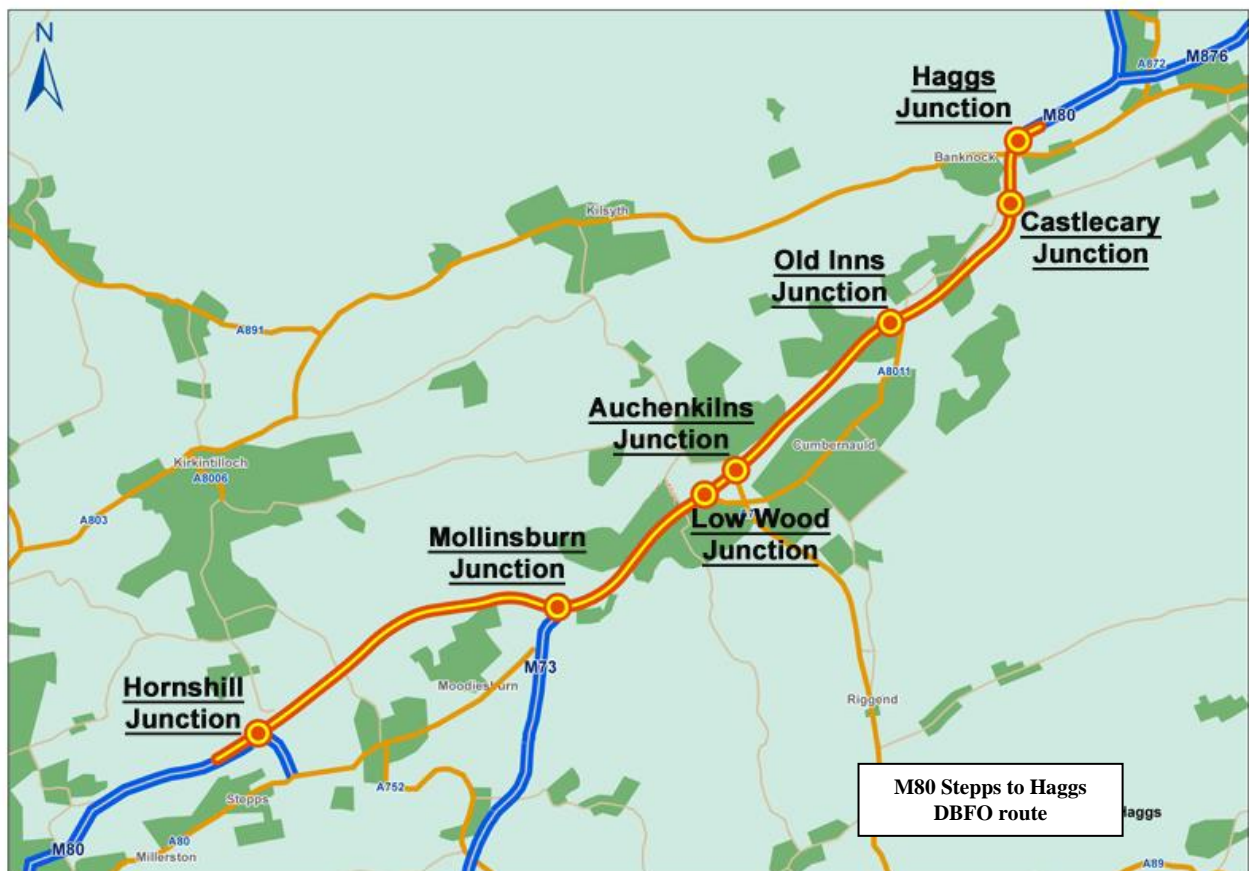 N
M876
A872
Haggs
Junction
M80
Banknock
Kilsyth
Castlecary
Junction
Old Inns
Junction
A891
A8011
Auchenkilns
Junction
Cumbernauld
Kirkintilloch
A8006
A803
Low Wood
Junction
Mollinsburn
Junction
M73
Moodiesburn
Hornshill
Junction
Riggend
A752
Stepps
M80 Stepps to Haggs
DBFO route
Haggs
A80
M80
Millerston
A89